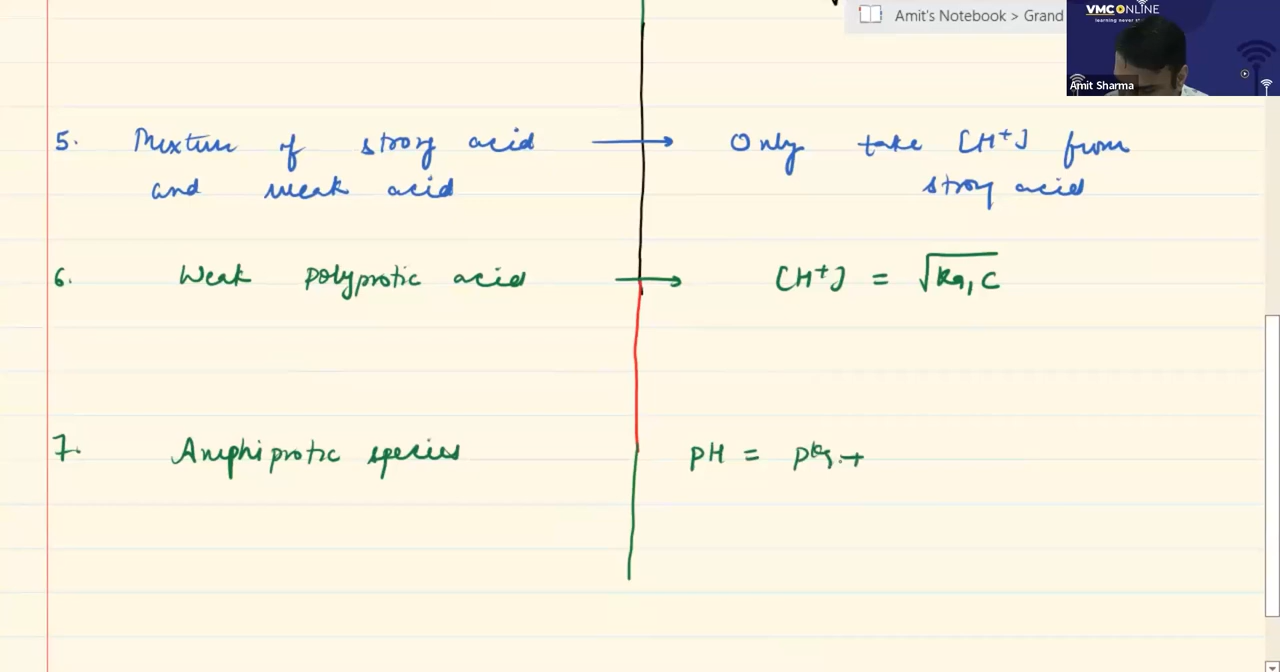 Amit's Notebook > Grand
VMC ONLINE
Amit Sharma
5. Mixture of strong acid → Only take [H⁺] from
and weak acid strong acid
6. Weak polyprotic acid → [H⁺] = √Ka₁C
7. Amphiprotic species pH = pKa₁ +